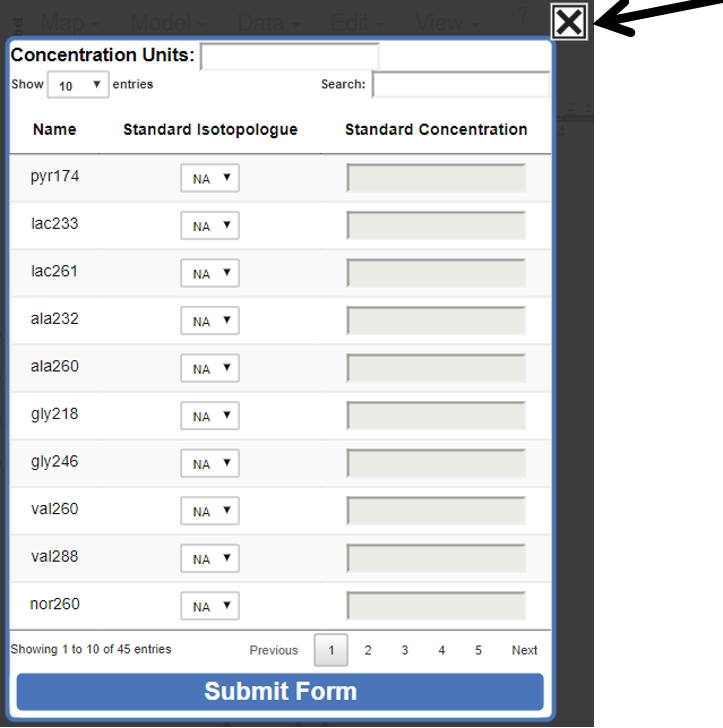 Map Model Data Edit View ?
Concentration Units:
Show 10 entries Search:
Name Standard Isotopologue Standard Concentration
pyr174 NA
lac233 NA
lac261 NA
ala232 NA
ala260 NA
gly218 NA
gly246 NA
val260 NA
val288 NA
nor260 NA
Showing 1 to 10 of 45 entries Previous 1 2 3 4 5 Next
Submit Form